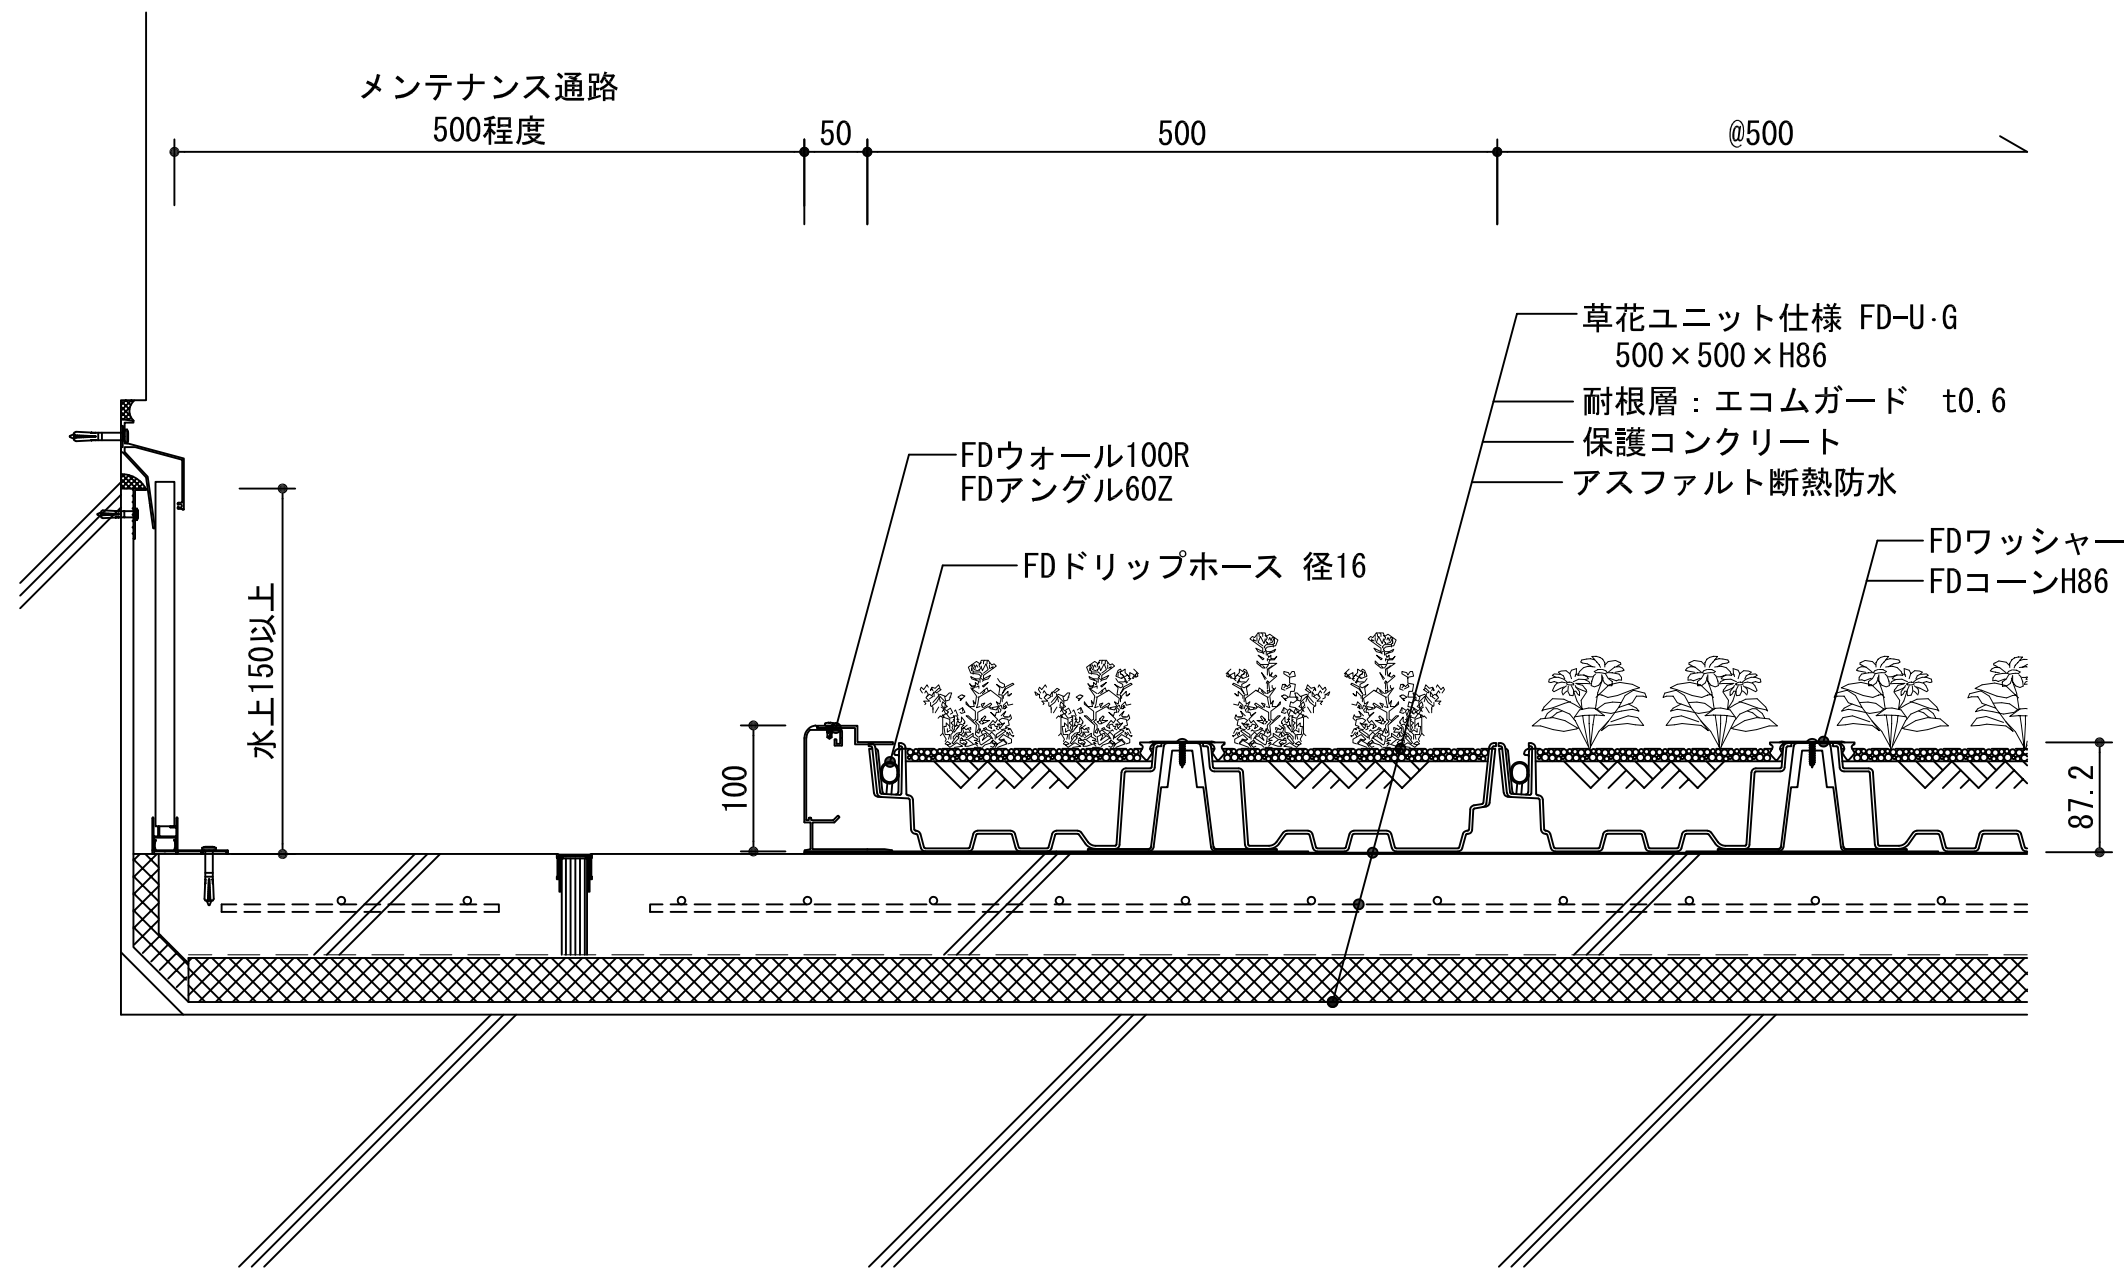 メンテナンス通路
500程度
50
500
@500
草花ユニット仕様 FD-U·G
500×500×H86
耐根層：エコムガード t0.6
保護コンクリート
アスファルト断熱防水
FDウォール100R
FDアングル60Z
FDドリップホース 径16
FDワッシャー
FDコーンH86
水上150以上
100
87.2